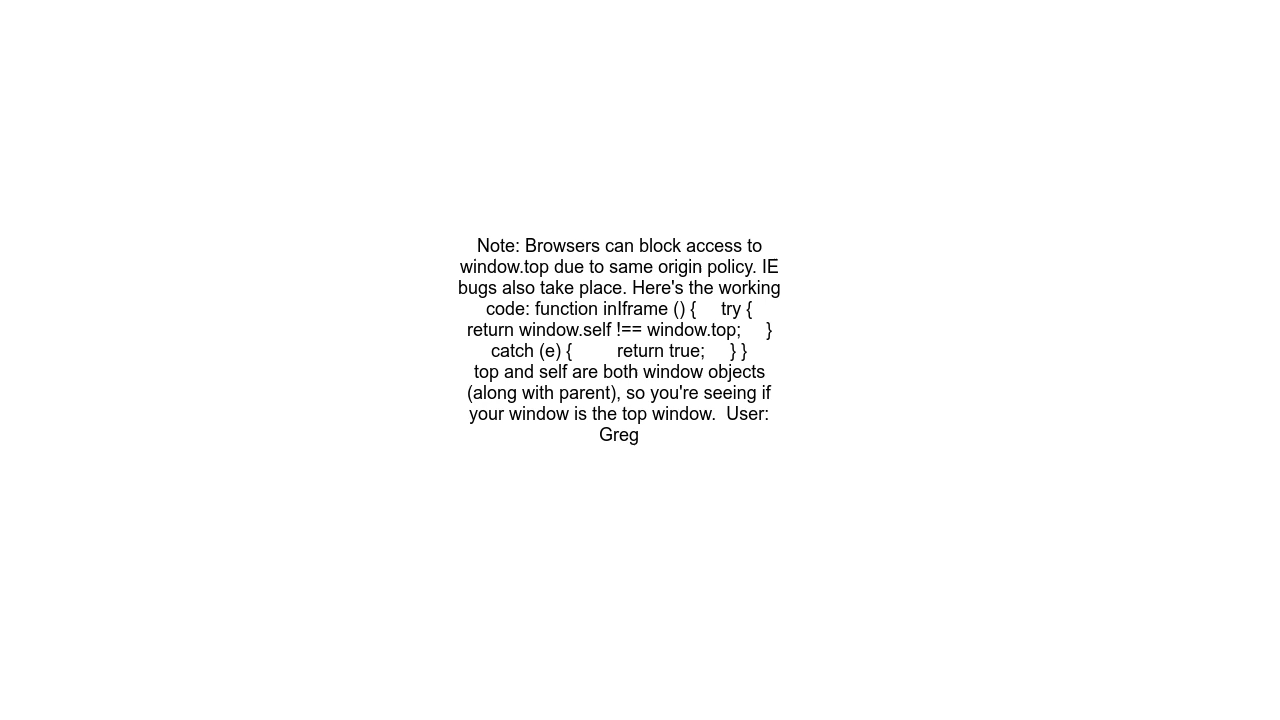 Note: Browsers can block access to
window.top due to same origin policy. IE
bugs also take place. Here's the working
code: function inIframe () {     try {
return window.self !== window.top;     }
catch (e) {         return true;     } }
top and self are both window objects
(along with parent), so you're seeing if
your window is the top window.  User:
Greg